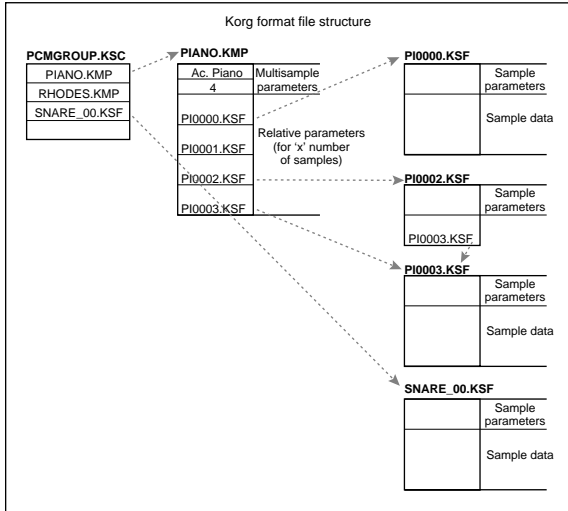 Korg format file structure
PCMGROUP.KSC
PIANO.KMP
RHODES.KMP
SNARE_00.KSF
PIANO.KMP
Ac. Piano
4
Multisample
parameters
PI0000.KSF
PI0001.KSF
PI0002.KSF
PI0003.KSF
Relative parameters
(for ‘x’ number
of samples)
PI0000.KSF
Sample
parameters
Sample data
PI0002.KSF
Sample
parameters
PI0003.KSF
PI0003.KSF
Sample
parameters
Sample data
SNARE_00.KSF
Sample
parameters
Sample data